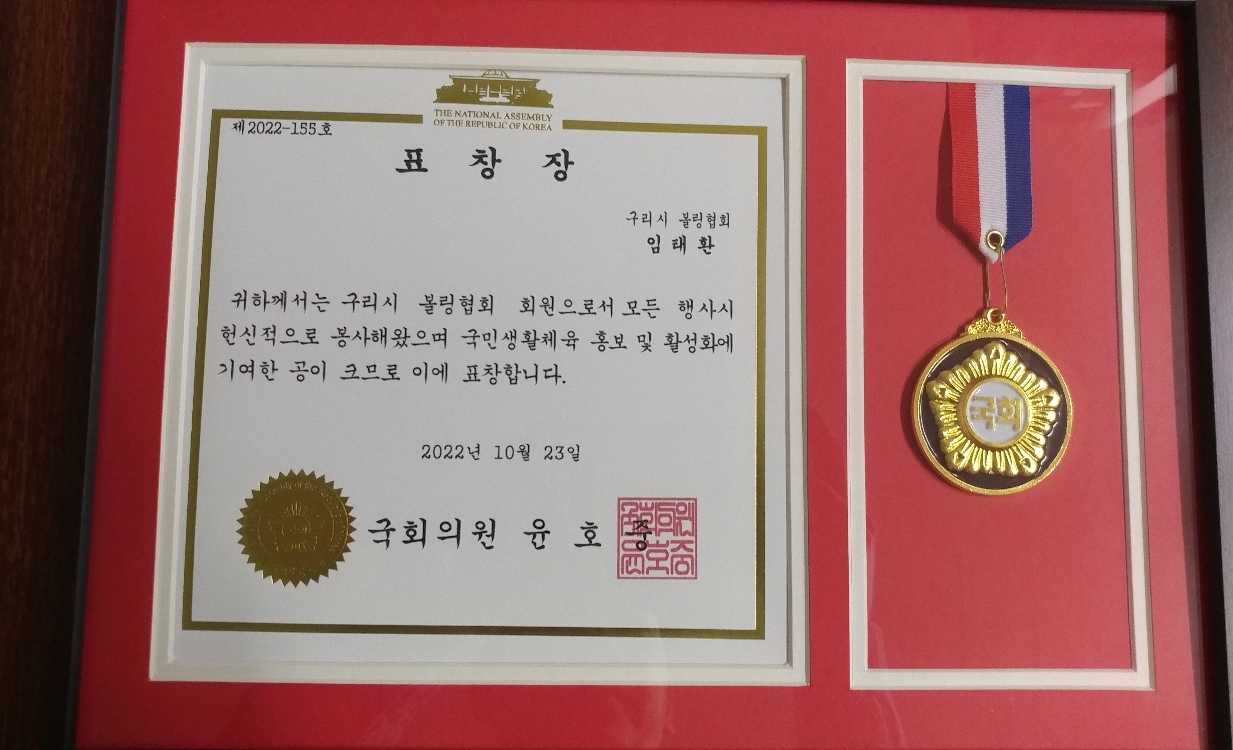 THE NATIONAL ASSEMBLY
OF THE REPUBLIC OF KOREA
제2022-155호
표 창 장
구리시 볼링협회
임 태 환
귀하께서는 구리시 볼링협회 회원으로서 모든 행사시
헌신적으로 봉사해왔으며 국민생활체육 홍보 및 활성화에
기여한 공이 크므로 이에 표창합니다.
2022년 10월 23일
국회의원 윤 호 중
국회